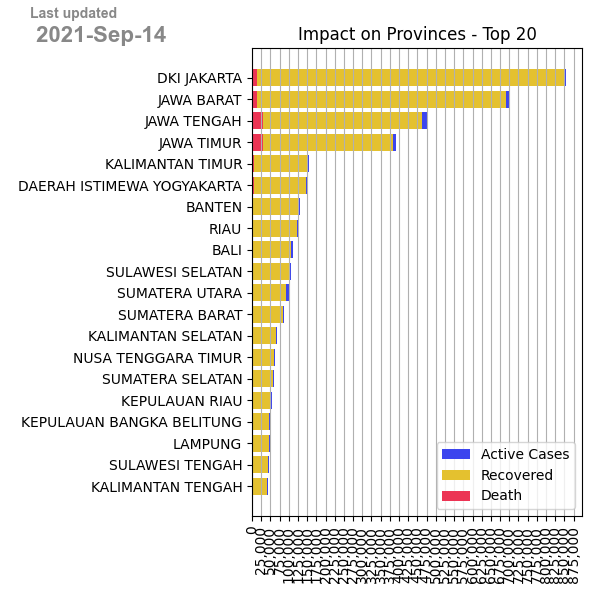 Last updated
2021-Sep-14
Impact on Provinces - Top 20
DKI JAKARTA
JAWA BARAT
JAWA TENGAH
JAWA TIMUR
KALIMANTAN TIMUR
DAERAH ISTIMEWA YOGYAKARTA
BANTEN
RIAU
BALI
SULAWESI SELATAN
SUMATERA UTARA
SUMATERA BARAT
KALIMANTAN SELATAN
NUSA TENGGARA TIMUR
SUMATERA SELATAN
KEPULAUAN RIAU
KEPULAUAN BANGKA BELITUNG
LAMPUNG
SULAWESI TENGAH
KALIMANTAN TENGAH
Active Cases
Recovered
Death
0
25,000
50,000
75,000
100,000
125,000
150,000
175,000
200,000
225,000
250,000
275,000
300,000
325,000
350,000
375,000
400,000
425,000
450,000
475,000
500,000
525,000
550,000
575,000
600,000
625,000
650,000
675,000
700,000
725,000
750,000
775,000
800,000
825,000
850,000
875,000